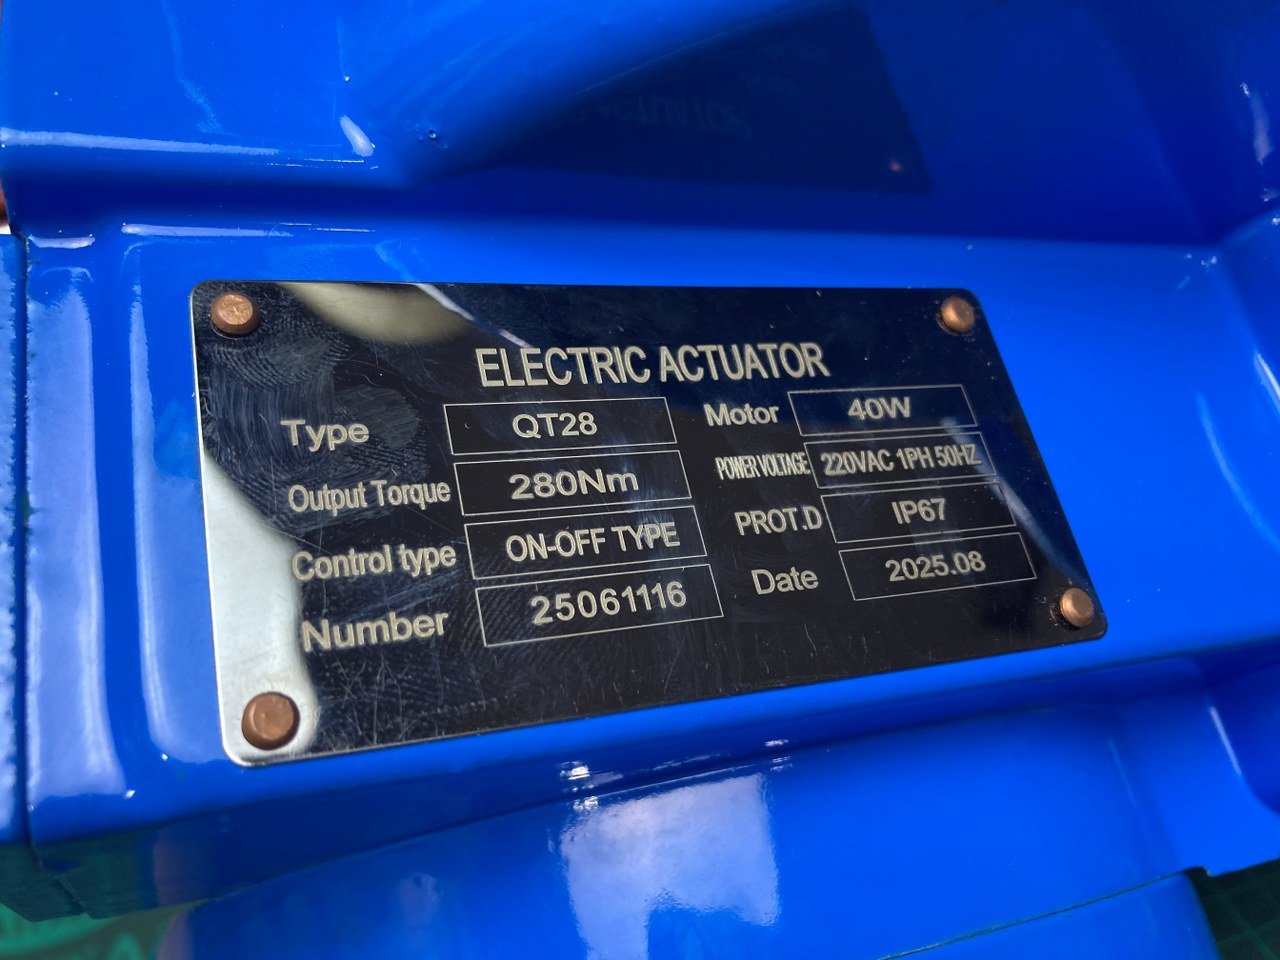 ELECTRIC ACTUATOR
Type QT28 Motor 40W
Output Torque 280Nm POWER VOLTAGE 220VAC 1PH 50HZ
Control type ON-OFF TYPE PROT.D IP67
Number 25061116 Date 2025.08